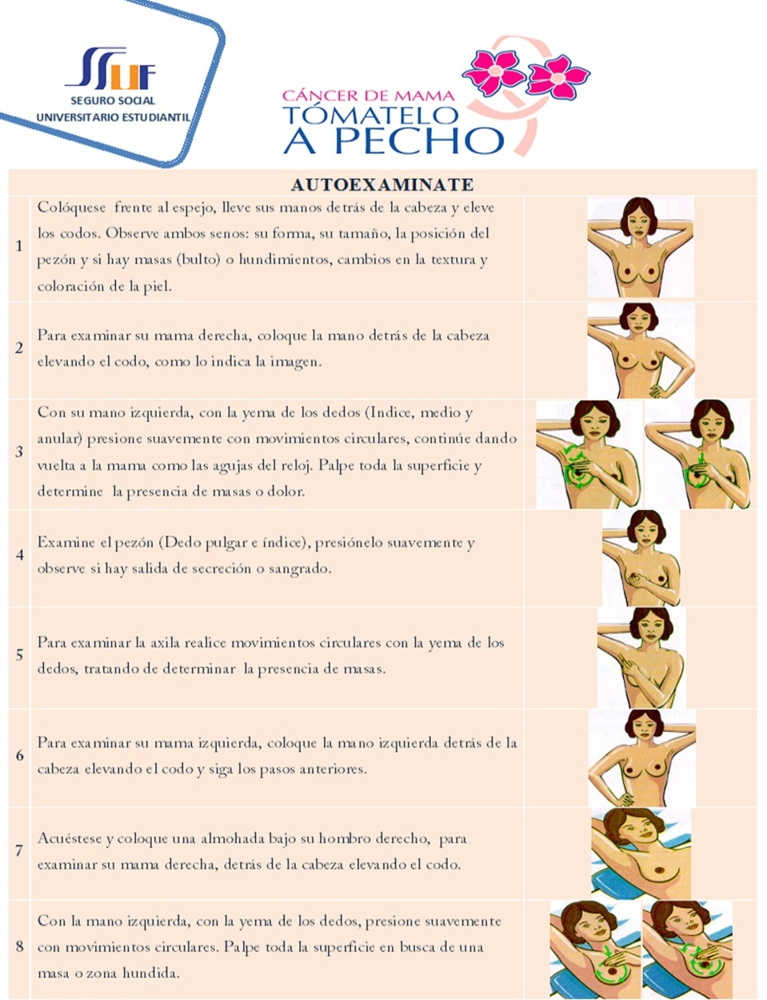 SSUF
SEGURO SOCIAL
UNIVERSITARIO ESTUDIANTIL
CÁNCER DE MAMA
TÓMATELO
A PECHO
AUTOEXAMINATE
1
Colóquese frente al espejo, lleve sus manos detrás de la cabeza y eleve
los codos. Observe ambos senos: su forma, su tamaño, la posición del
pezón y si hay masas (bulto) o hundimientos, cambios en la textura y
coloración de la piel.
2
Para examinar su mama derecha, coloque la mano detrás de la cabeza
elevando el codo, como lo indica la imagen.
3
Con su mano izquierda, con la yema de los dedos (Indice, medio y
anular) presione suavemente con movimientos circulares, continúe dando
vuelta a la mama como las agujas del reloj. Palpe toda la superficie y
determine la presencia de masas o dolor.
4
Examine el pezón (Dedo pulgar e índice), presiónelo suavemente y
observe si hay salida de secreción o sangrado.
5
Para examinar la axila realice movimientos circulares con la yema de los
dedos, tratando de determinar la presencia de masas.
6
Para examinar su mama izquierda, coloque la mano izquierda detrás de la
cabeza elevando el codo y siga los pasos anteriores.
7
Acuéstese y coloque una almohada bajo su hombro derecho, para
examinar su mama derecha, detrás de la cabeza elevando el codo.
8
Con la mano izquierda, con la yema de los dedos, presione suavemente
con movimientos circulares. Palpe toda la superficie en busca de una
masa o zona hundida.